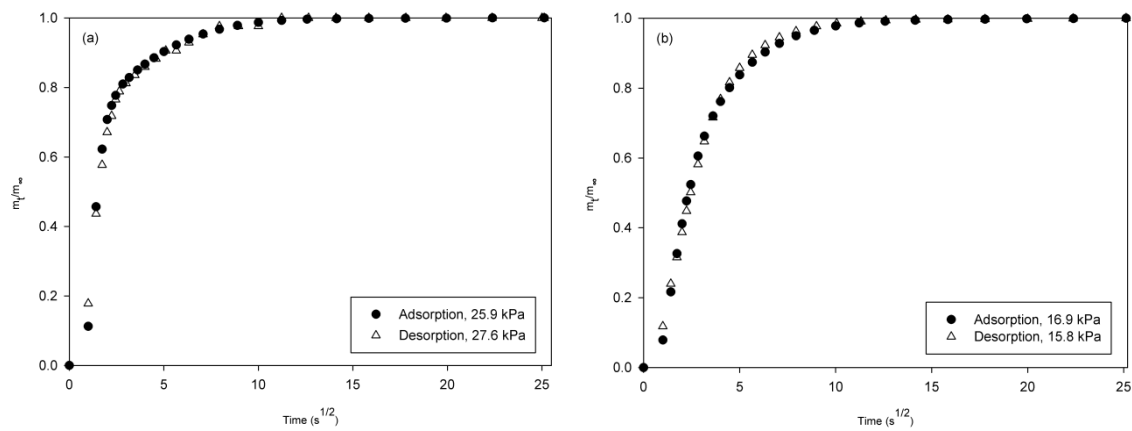 (a)
1.0
0.8
0.6
0.4
0.2
0.0
m_t/m_∞
0 5 10 15 20 25
Time (s^1/2)
Adsorption, 25.9 kPa
Desorption, 27.6 kPa
(b)
1.0
0.8
0.6
0.4
0.2
0.0
m_t/m_∞
0 5 10 15 20 25
Time (s^1/2)
Adsorption, 16.9 kPa
Desorption, 15.8 kPa